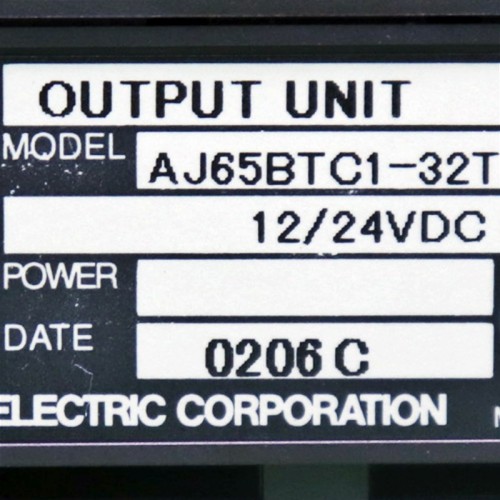 OUTPUT UNIT
MODEL AJ65BTC1-32T
12/24VDC
POWER
DATE 0206 C
ELECTRIC CORPORATION